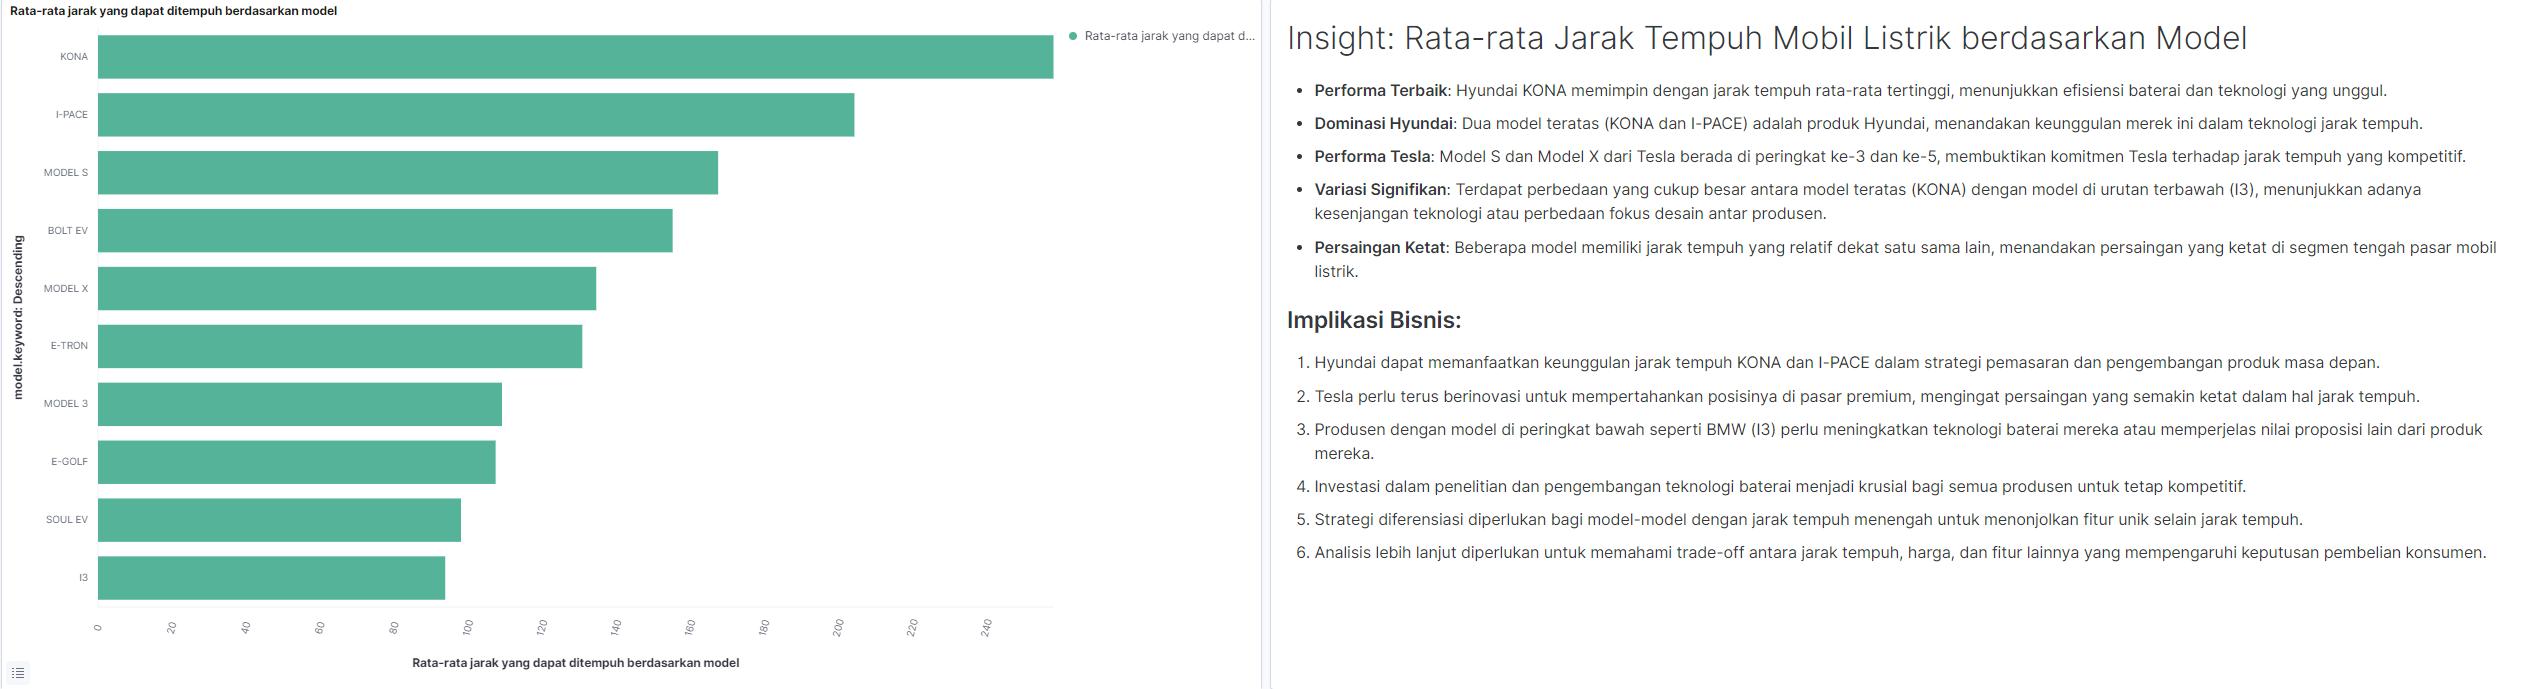 Rata-rata jarak yang dapat ditempuh berdasarkan model
Rata-rata jarak yang dapat d...
model.keyword: Descending
KONA
I-PACE
MODEL S
BOLT EV
MODEL X
E-TRON
MODEL 3
E-GOLF
SOUL EV
I3
0 20 40 60 80 100 120 140 160 180 200 220 240
Rata-rata jarak yang dapat ditempuh berdasarkan model
Insight: Rata-rata Jarak Tempuh Mobil Listrik berdasarkan Model
• Performa Terbaik: Hyundai KONA memimpin dengan jarak tempuh rata-rata tertinggi, menunjukkan efisiensi baterai dan teknologi yang unggul.
• Dominasi Hyundai: Dua model teratas (KONA dan I-PACE) adalah produk Hyundai, menandakan keunggulan merek ini dalam teknologi jarak tempuh.
• Performa Tesla: Model S dan Model X dari Tesla berada di peringkat ke-3 dan ke-5, membuktikan komitmen Tesla terhadap jarak tempuh yang kompetitif.
• Variasi Signifikan: Terdapat perbedaan yang cukup besar antara model teratas (KONA) dengan model di urutan terbawah (I3), menunjukkan adanya
kesenjangan teknologi atau perbedaan fokus desain antar produsen.
• Persaingan Ketat: Beberapa model memiliki jarak tempuh yang relatif dekat satu sama lain, menandakan persaingan yang ketat di segmen tengah pasar mobil
listrik.
Implikasi Bisnis:
1. Hyundai dapat memanfaatkan keunggulan jarak tempuh KONA dan I-PACE dalam strategi pemasaran dan pengembangan produk masa depan.
2. Tesla perlu terus berinovasi untuk mempertahankan posisinya di pasar premium, mengingat persaingan yang semakin ketat dalam hal jarak tempuh.
3. Produsen dengan model di peringkat bawah seperti BMW (I3) perlu meningkatkan teknologi baterai mereka atau memperjelas nilai proposisi lain dari produk
mereka.
4. Investasi dalam penelitian dan pengembangan teknologi baterai menjadi krusial bagi semua produsen untuk tetap kompetitif.
5. Strategi diferensiasi diperlukan bagi model-model dengan jarak tempuh menengah untuk menonjolkan fitur unik selain jarak tempuh.
6. Analisis lebih lanjut diperlukan untuk memahami trade-off antara jarak tempuh, harga, dan fitur lainnya yang mempengaruhi keputusan pembelian konsumen.